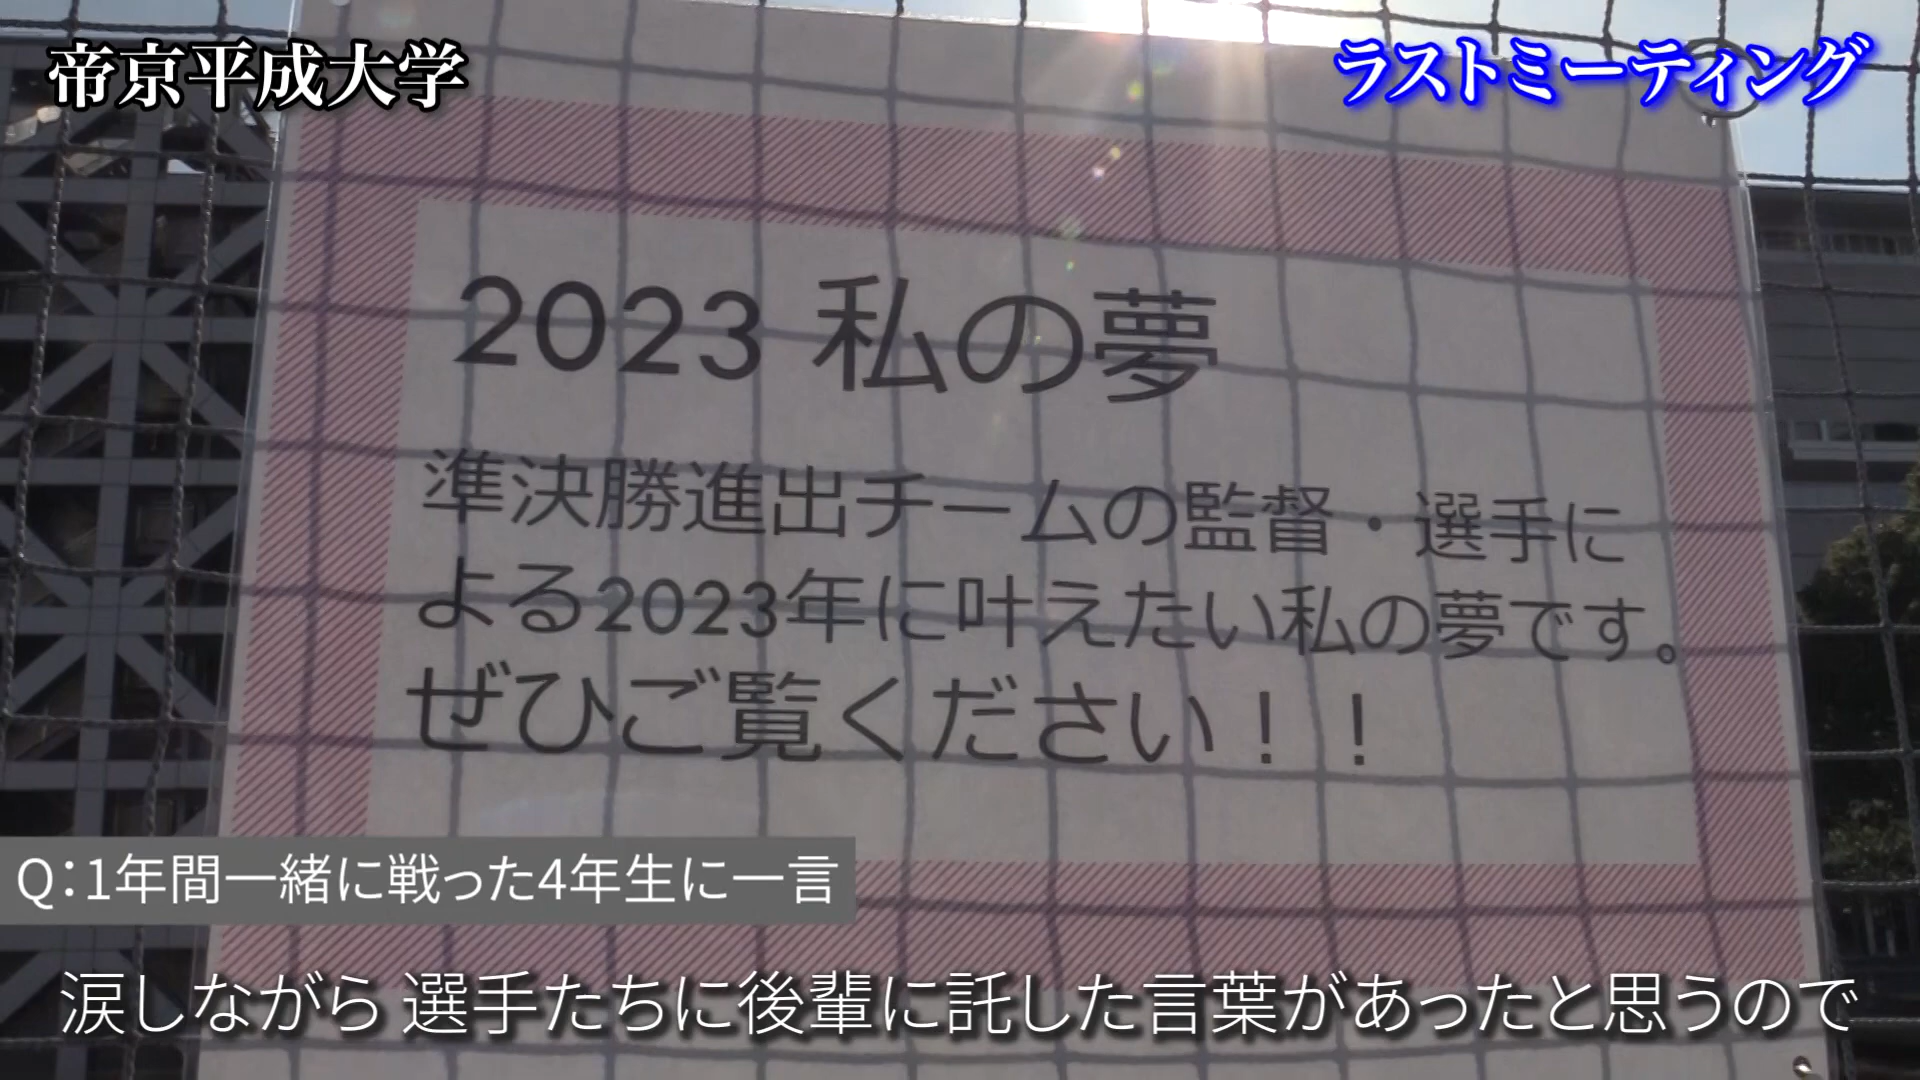 帝京平成大学
ラストミーティング
2023 私の夢
準決勝進出チームの監督・選手に
よる2023年に叶えたい私の夢です。
ぜひご覧ください！！
Q：1年間一緒に戦った4年生に一言
涙しながら 選手たちに後輩に託した言葉があったと思うので